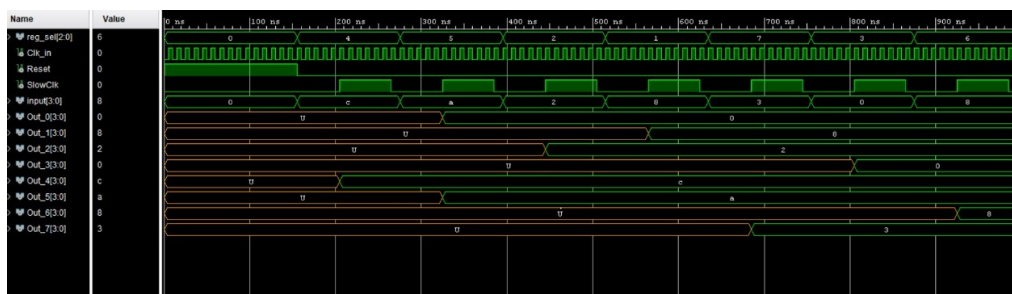 Name Value 0 ns 100 ns 200 ns 300 ns 400 ns 500 ns 600 ns 700 ns 800 ns 900 ns
reg_sel[2:0] 6 0 4 5 2 1 7 3 6
Clk_in 0
Reset 0
SlowClk 0
input[3:0] 8 0 c a 2 8 3 0 8
Out_0[3:0] 0 U 0
Out_1[3:0] 8 U 8
Out_2[3:0] 2 U 2
Out_3[3:0] 0 U 0
Out_4[3:0] c U c
Out_5[3:0] a U a
Out_6[3:0] 8 U 8
Out_7[3:0] 3 U 3